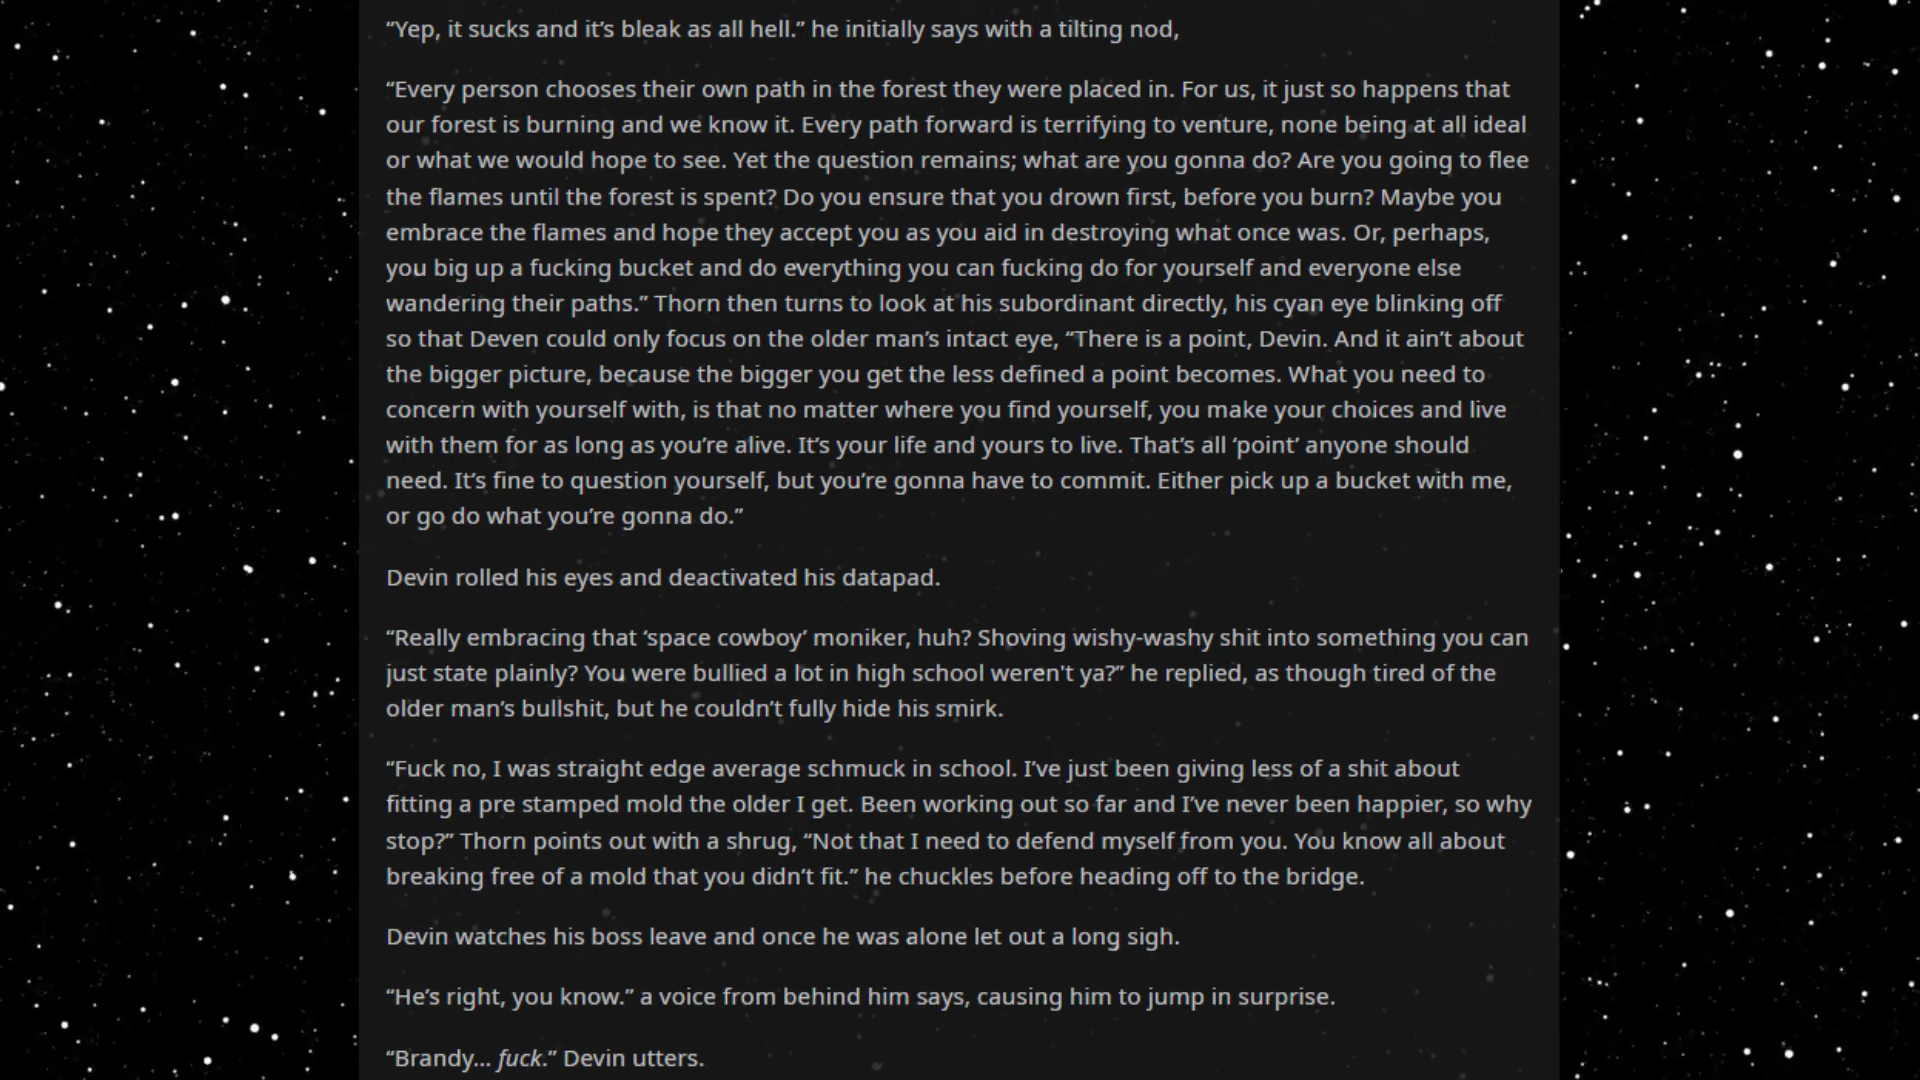 “Yep, it sucks and it’s bleak as all hell.” he initially says with a tilting nod,
“Every person chooses their own path in the forest they were placed in. For us, it just so happens that
our forest is burning and we know it. Every path forward is terrifying to venture, none being at all ideal
or what we would hope to see. Yet the question remains; what are you gonna do? Are you going to flee
the flames until the forest is spent? Do you ensure that you drown first, before you burn? Maybe you
embrace the flames and hope they accept you as you aid in destroying what once was. Or, perhaps,
you big up a fucking bucket and do everything you can fucking do for yourself and everyone else
wandering their paths.” Thorn then turns to look at his subordinant directly, his cyan eye blinking off
so that Deven could only focus on the older man’s intact eye, “There is a point, Devin. And it ain’t about
the bigger picture, because the bigger you get the less defined a point becomes. What you need to
concern with yourself with, is that no matter where you find yourself, you make your choices and live
with them for as long as you’re alive. It’s your life and yours to live. That’s all ‘point’ anyone should
need. It’s fine to question yourself, but you’re gonna have to commit. Either pick up a bucket with me,
or go do what you’re gonna do.”
Devin rolled his eyes and deactivated his datapad.
“Really embracing that ‘space cowboy’ moniker, huh? Shoving wishy-washy shit into something you can
just state plainly? You were bullied a lot in high school weren't ya?” he replied, as though tired of the
older man’s bullshit, but he couldn’t fully hide his smirk.
“Fuck no, I was straight edge average schmuck in school. I’ve just been giving less of a shit about
fitting a pre stamped mold the older I get. Been working out so far and I’ve never been happier, so why
stop?” Thorn points out with a shrug, “Not that I need to defend myself from you. You know all about
breaking free of a mold that you didn’t fit.” he chuckles before heading off to the bridge.
Devin watches his boss leave and once he was alone let out a long sigh.
“He’s right, you know.” a voice from behind him says, causing him to jump in surprise.
“Brandy… fuck.” Devin utters.